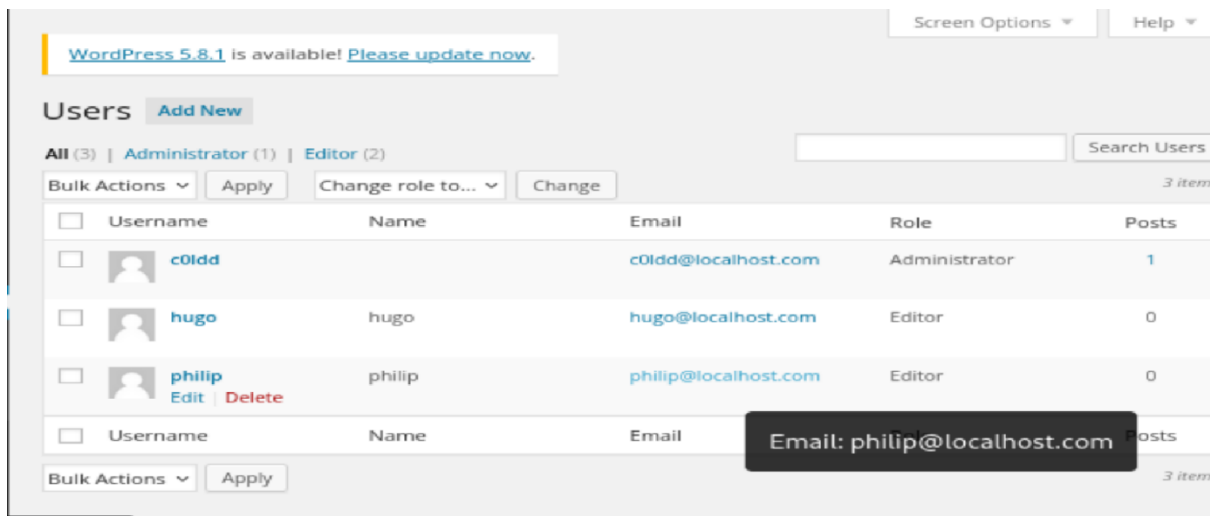 Screen Options Help
WordPress 5.8.1 is available! Please update now.
Users Add New
All (3) | Administrator (1) | Editor (2)
Search Users
Bulk Actions Apply Change role to... Change
3 item
Username Name Email Role Posts
c0ldd c0ldd@localhost.com Administrator 1
hugo hugo hugo@localhost.com Editor 0
philip philip philip@localhost.com Editor 0
Edit | Delete
Username Name Email Posts
Email: philip@localhost.com
Bulk Actions Apply
3 item